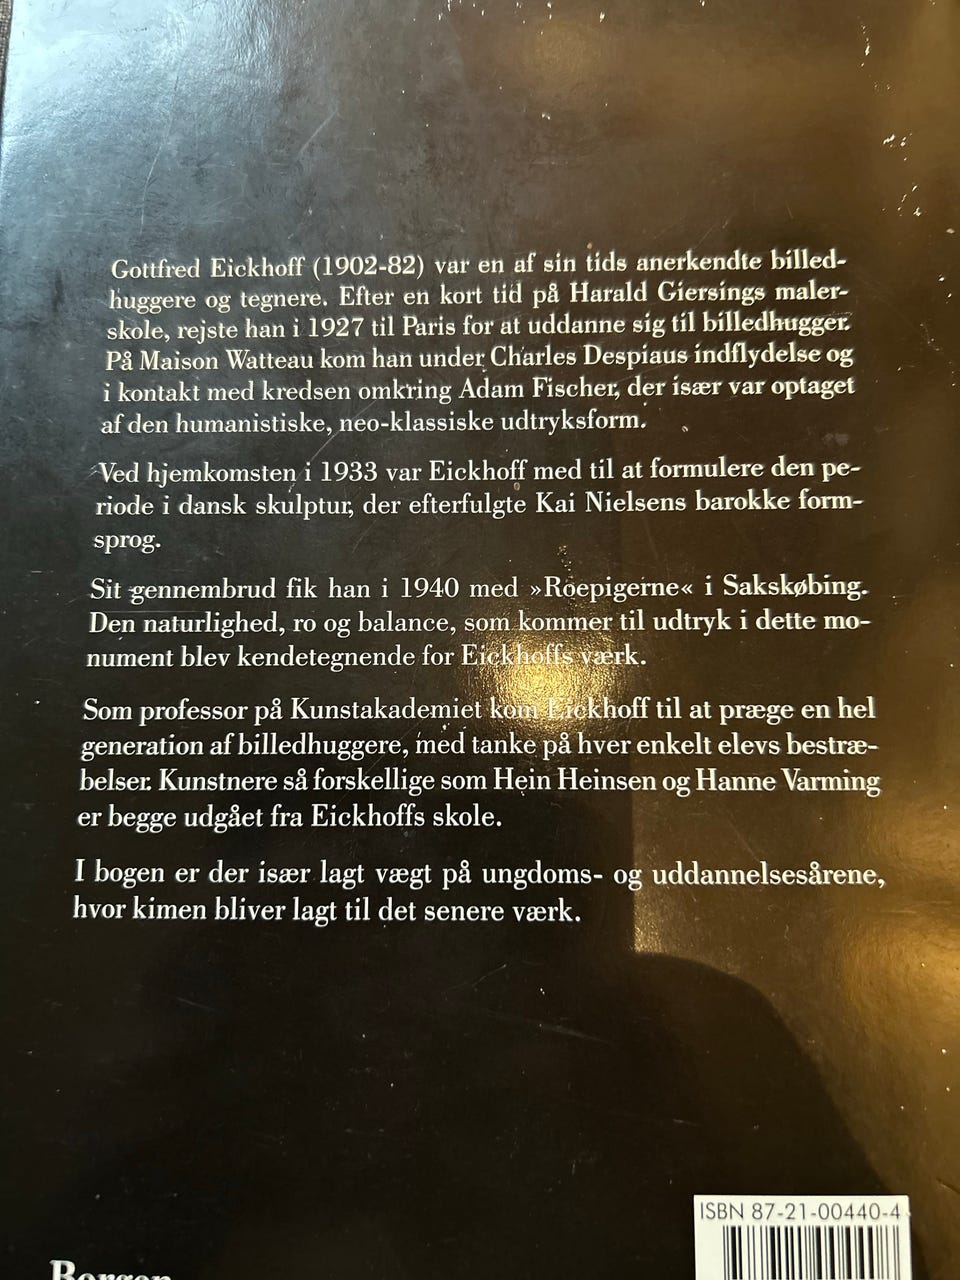 Gottfred Eickhoff (1902-82) var en af sin tids anerkendte billed-
huggere og tegnere. Efter en kort tid på Harald Giersings maler-
skole, rejste han i 1927 til Paris for at uddanne sig til billedhugger.
På Maison Watteau kom han under Charles Despiaus indflydelse og
i kontakt med kredsen omkring Adam Fischer, der især var optaget
af den humanistiske, neo-klassiske udtryksform.
Ved hjemkomsten i 1933 var Eickhoff med til at formulere den pe-
riode i dansk skulptur, der efterfulgte Kai Nielsens barokke form-
sprog.
Sit gennembrud fik han i 1940 med »Roepigerne« i Sakskøbing.
Den naturlighed, ro og balance, som kommer til udtryk i dette mo-
nument blev kendetegnende for Eickhoffs værk.
Som professor på Kunstakademiet kom Eickhoff til at præge en hel
generation af billedhuggere, med tanke på hver enkelt elevs bestræ-
belser. Kunstnere så forskellige som Hein Heinsen og Hanne Varming
er begge udgået fra Eickhoffs skole.
I bogen er der især lagt vægt på ungdoms- og uddannelsesårene,
hvor kimen bliver lagt til det senere værk.
ISBN 87-21-00440-4
Borgen